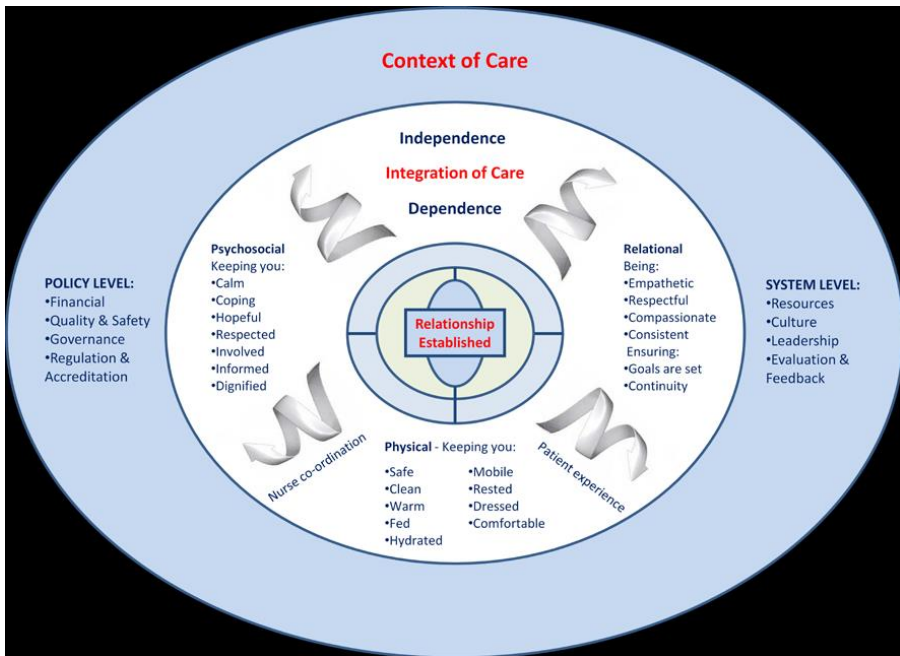 Context of Care
Independence
Integration of Care
Dependence
Psychosocial
Keeping you:
•Calm
•Coping
•Hopeful
•Respected
•Involved
•Informed
•Dignified
Relational
Being:
•Empathetic
•Respectful
•Compassionate
•Consistent
Ensuring:
•Goals are set
•Continuity
POLICY LEVEL:
•Financial
•Quality & Safety
•Governance
•Regulation &
Accreditation
SYSTEM LEVEL:
•Resources
•Culture
•Leadership
•Evaluation &
Feedback
Relationship
Established
Nurse co-ordination
Physical - Keeping you:
•Safe
•Clean
•Warm
•Fed
•Hydrated
•Mobile
•Rested
•Dressed
•Comfortable
Patient experience